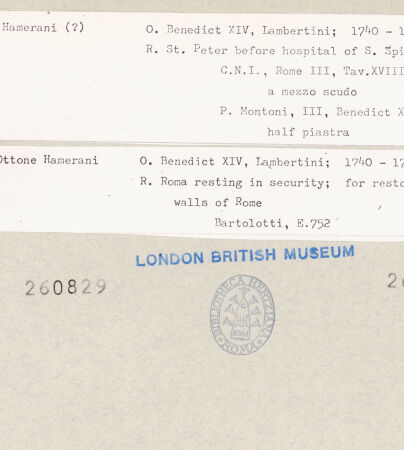 Hamerani (?) O. Benedict XIV, Lambertini; 1740 - 1
R. St. Peter before hospital of S. Spi
C.N.I., Rome III, Tav.XVIII
a mezzo scudo
P. Montoni, III, Benedict X
half piastra
Ottone Hamerani O. Benedict XIV, Lambertini; 1740 - 17
R. Roma resting in security; for resto
walls of Rome
Bartolotti, E.752
LONDON BRITISH MUSEUM
260829
2
BIBLIOTHECA HERTZIANA
ROMA